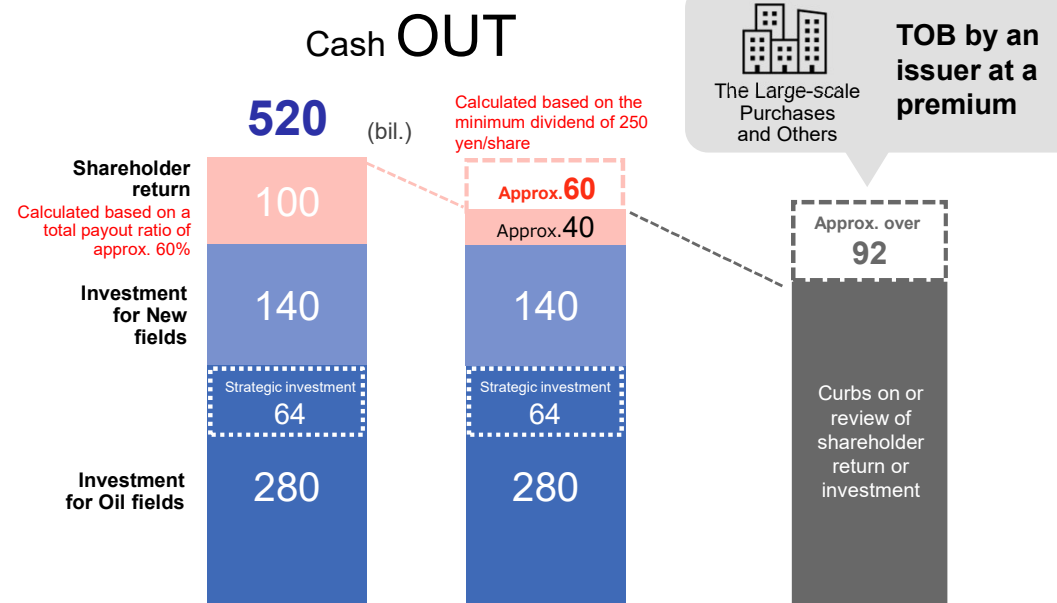 Cash OUT
520
(bil.)
Shareholder
return
Calculated based on a
total payout ratio of
approx. 60%
100
Investment
for New
fields
140
Strategic investment
64
Investment
for Oil fields
280
Calculated based on the
minimum dividend of 250
yen/share
Approx.60
Approx.40
140
Strategic investment
64
280
The Large-scale
Purchases
and Others
TOB by an
issuer at a
premium
Approx. over
92
Curbs on or
review of
shareholder
return or
investment